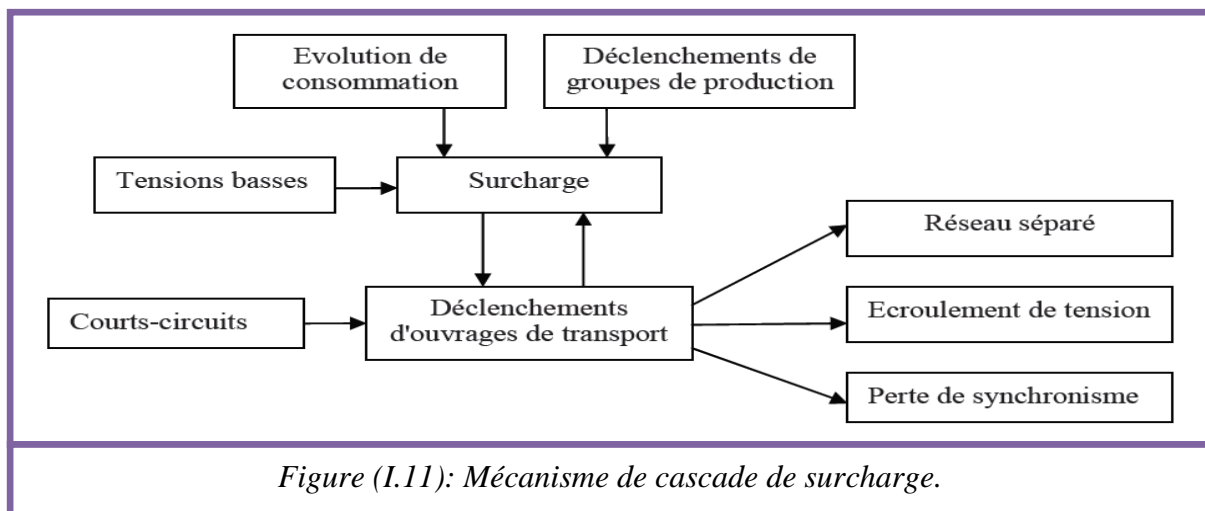 Evolution de
consommation
Déclenchements de
groupes de production
Tensions basses
Surcharge
Réseau séparé
Courts-circuits
Déclenchements
d'ouvrages de transport
Ecroulement de tension
Perte de synchronisme
Figure (I.11): Mécanisme de cascade de surcharge.